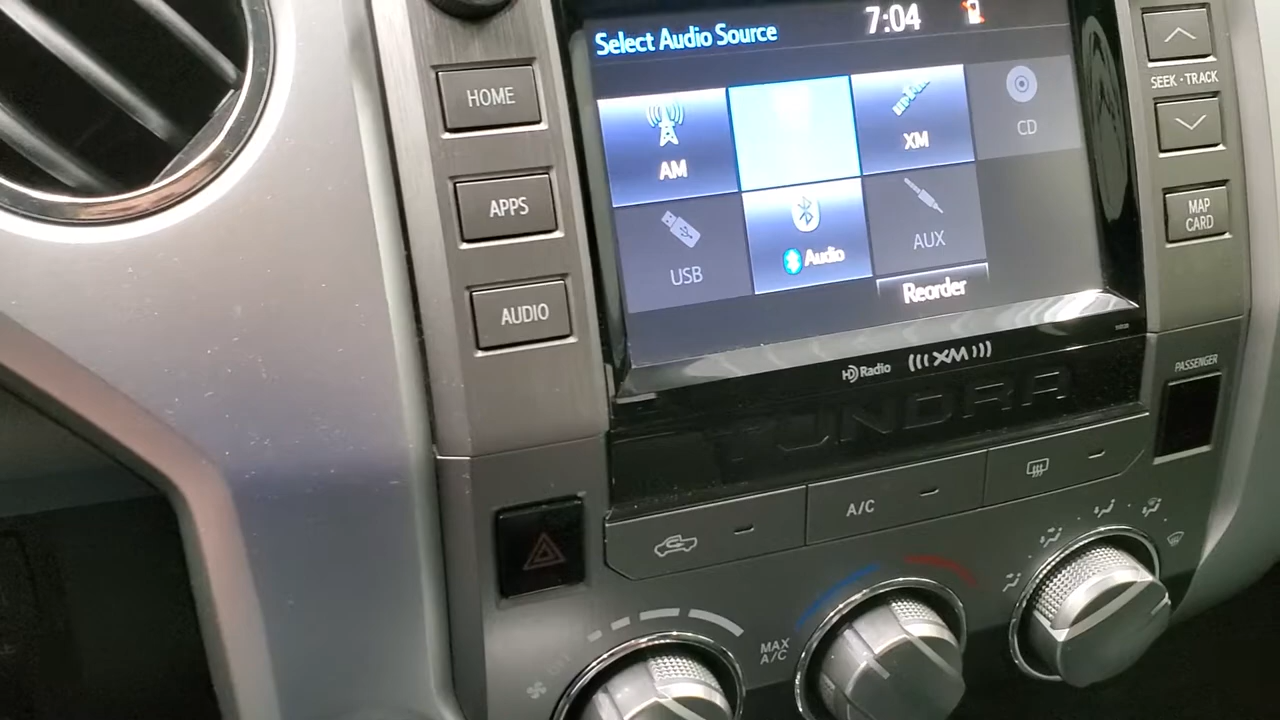 Select Audio Source
7:04
HOME
APPS
AUDIO
AM
XM
CD
USB
Audio
AUX
Reorder
SEEK · TRACK
MAP
CARD
HD Radio
(((XM)))
PASSENGER
TUNDRA
A/C
MAX
A/C